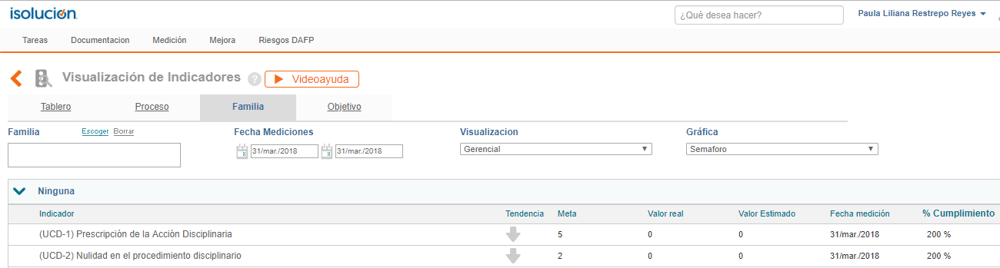 isolución
¿Qué desea hacer? Paula Liliana Restrepo Reyes
Tareas Documentacion Medición Mejora Riesgos DAFP
Visualización de Indicadores ? Videoayuda
Tablero Proceso Familia Objetivo
Familia Escoger Borrar Fecha Mediciones Visualizacion Gráfica
31/mar./2018 31/mar./2018 Gerencial Semaforo
Ninguna
Indicador Tendencia Meta Valor real Valor Estimado Fecha medición % Cumplimiento
(UCD-1) Prescripción de la Acción Disciplinaria 5 0 0 31/mar./2018 200 %
(UCD-2) Nulidad en el procedimiento disciplinario 2 0 0 31/mar./2018 200 %